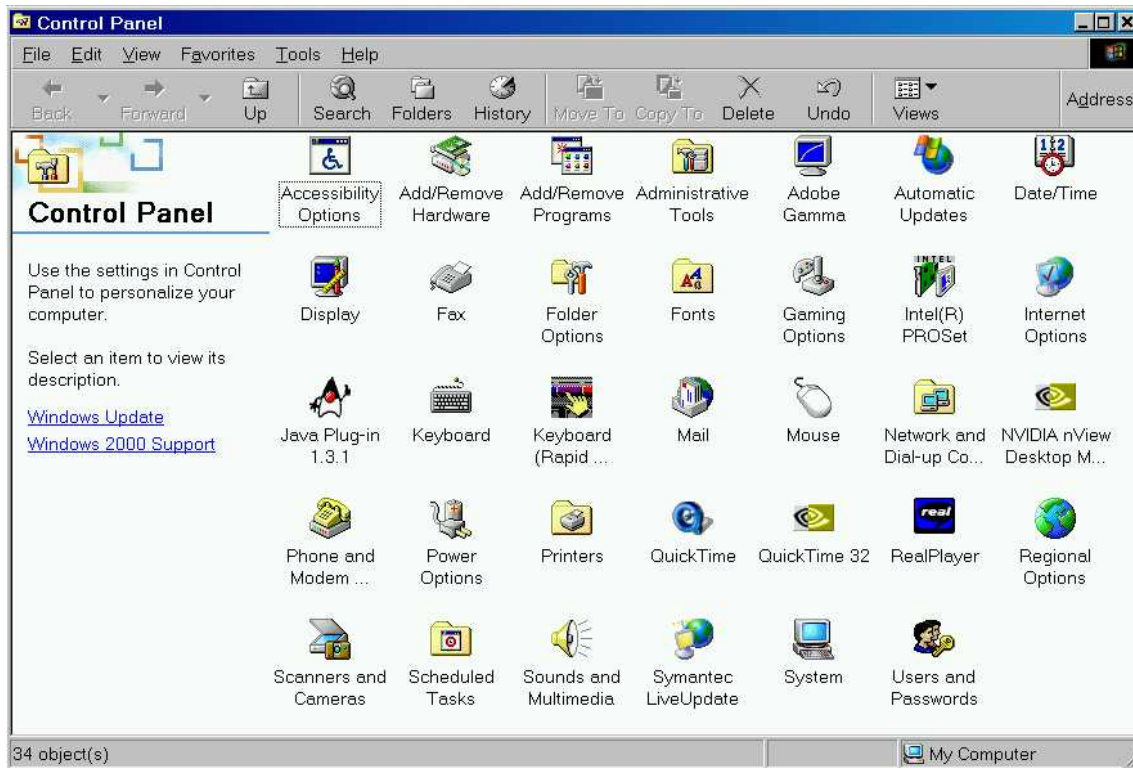 Control Panel
File Edit View Favorites Tools Help
Back Forward Up Search Folders History Move To Copy To Delete Undo Views Address
Control Panel
Use the settings in Control
Panel to personalize your
computer.
Select an item to view its
description.
Windows Update
Windows 2000 Support
Accessibility
Options
Add/Remove
Hardware
Add/Remove
Programs
Administrative
Tools
Adobe
Gamma
Automatic
Updates
12
Date/Time
Display
Fax
Folder
Options
Fonts
Gaming
Options
INTEL
Intel(R)
PROSet
Internet
Options
Java Plug-in
1.3.1
Keyboard
Keyboard
(Rapid ...
Mail
Mouse
Network and
Dial-up Co...
NVIDIA nView
Desktop M...
Phone and
Modem ...
Power
Options
Printers
QuickTime
QuickTime 32
real
RealPlayer
Regional
Options
Scanners and
Cameras
Scheduled
Tasks
Sounds and
Multimedia
Symantec
LiveUpdate
System
Users and
Passwords
34 object(s)
My Computer